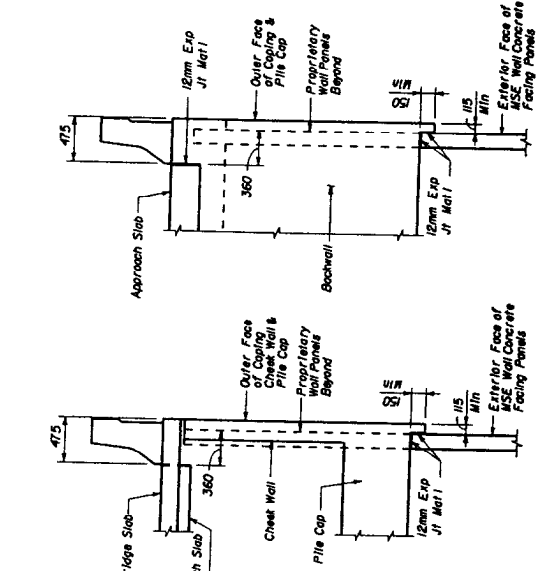 475
12mm Exp
Jt Mat'l
Outer Face
of Coping &
Pile Cap
Proprietary
Wall Panels
Beyond
150
Min
115
Min
Exterior Face of
MSE Wall Concrete
Facing Panels
Approach Slab
360
Backwall
12mm Exp
Jt Mat'l
475
Outer Face
of Coping
Cheek Wall &
Pile Cap
Proprietary
Wall Panels
Beyond
150
Min
115
Min
Exterior Face of
MSE Wall Concrete
Facing Panels
idge Slab
ch Slab
360
Cheek Wall
Pile Cap
12mm Exp
Jt Mat'l